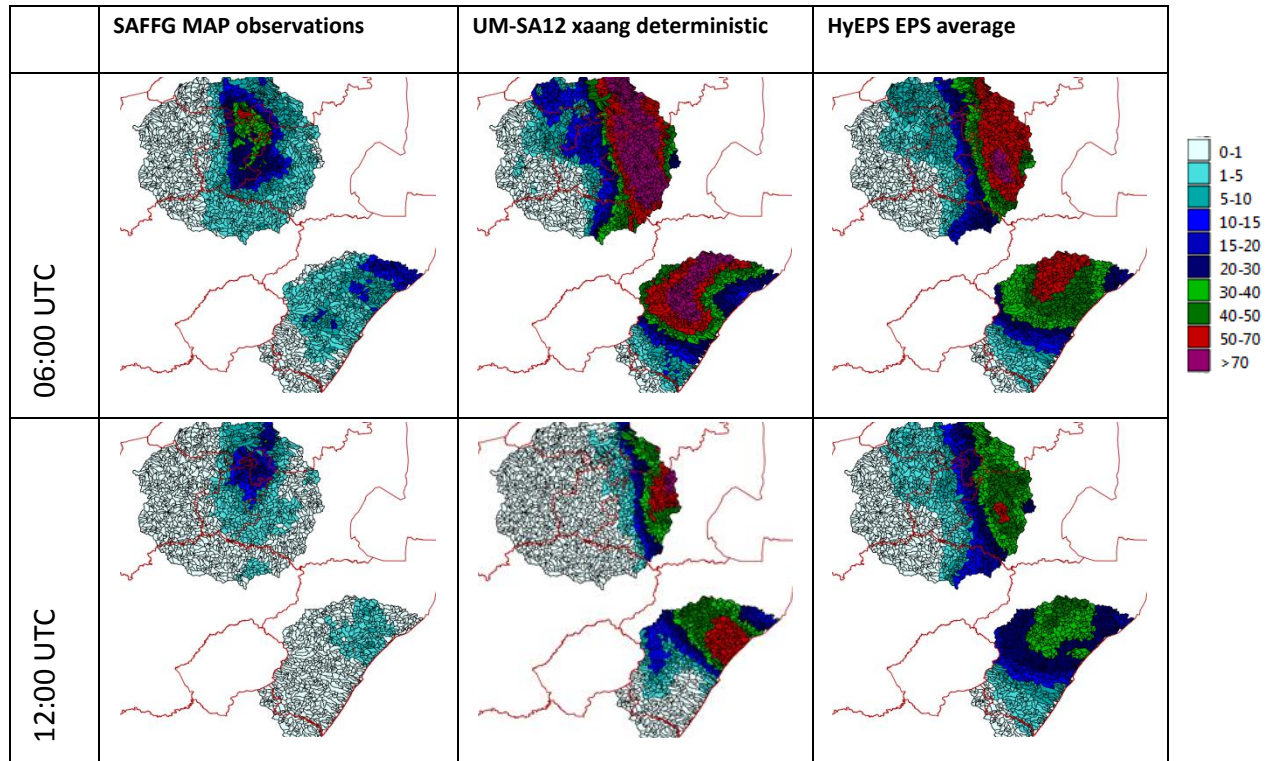 SAFFG MAP observations
UM-SA12 xaang deterministic
HyEPS EPS average
06:00 UTC
12:00 UTC
0-1
1-5
5-10
10-15
15-20
20-30
30-40
40-50
50-70
>70